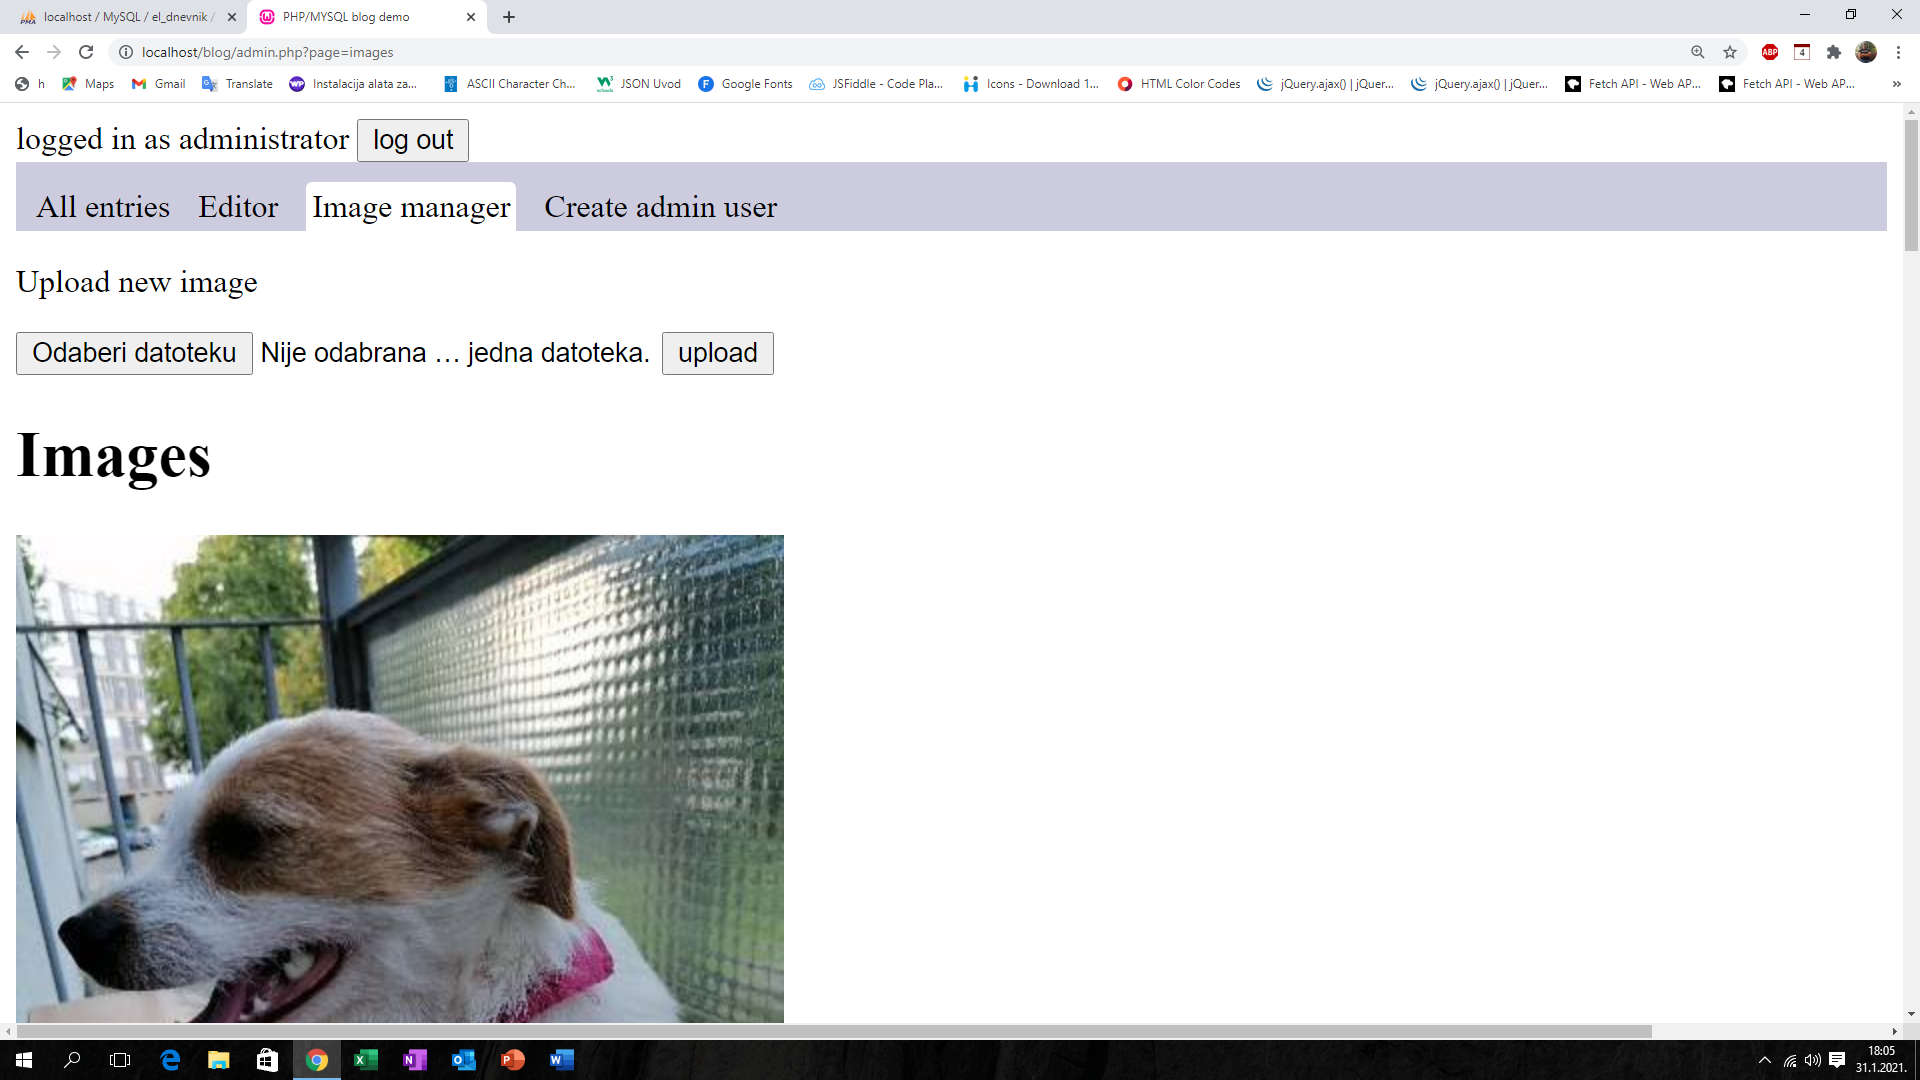 localhost / MySQL / el_dnevnik /
PHP/MYSQL blog demo
localhost/blog/admin.php?page=images
ABP
4
h
Maps
Gmail
Translate
Instalacija alata za...
ASCII Character Ch...
JSON Uvod
Google Fonts
JSFiddle - Code Pla...
Icons - Download 1...
HTML Color Codes
jQuery.ajax() | jQuer...
jQuery.ajax() | jQuer...
Fetch API - Web AP...
Fetch API - Web AP...
»
logged in as administrator log out
All entries Editor Image manager Create admin user
Upload new image
Odaberi datoteku Nije odabrana … jedna datoteka. upload
Images
18:05
31.1.2021.